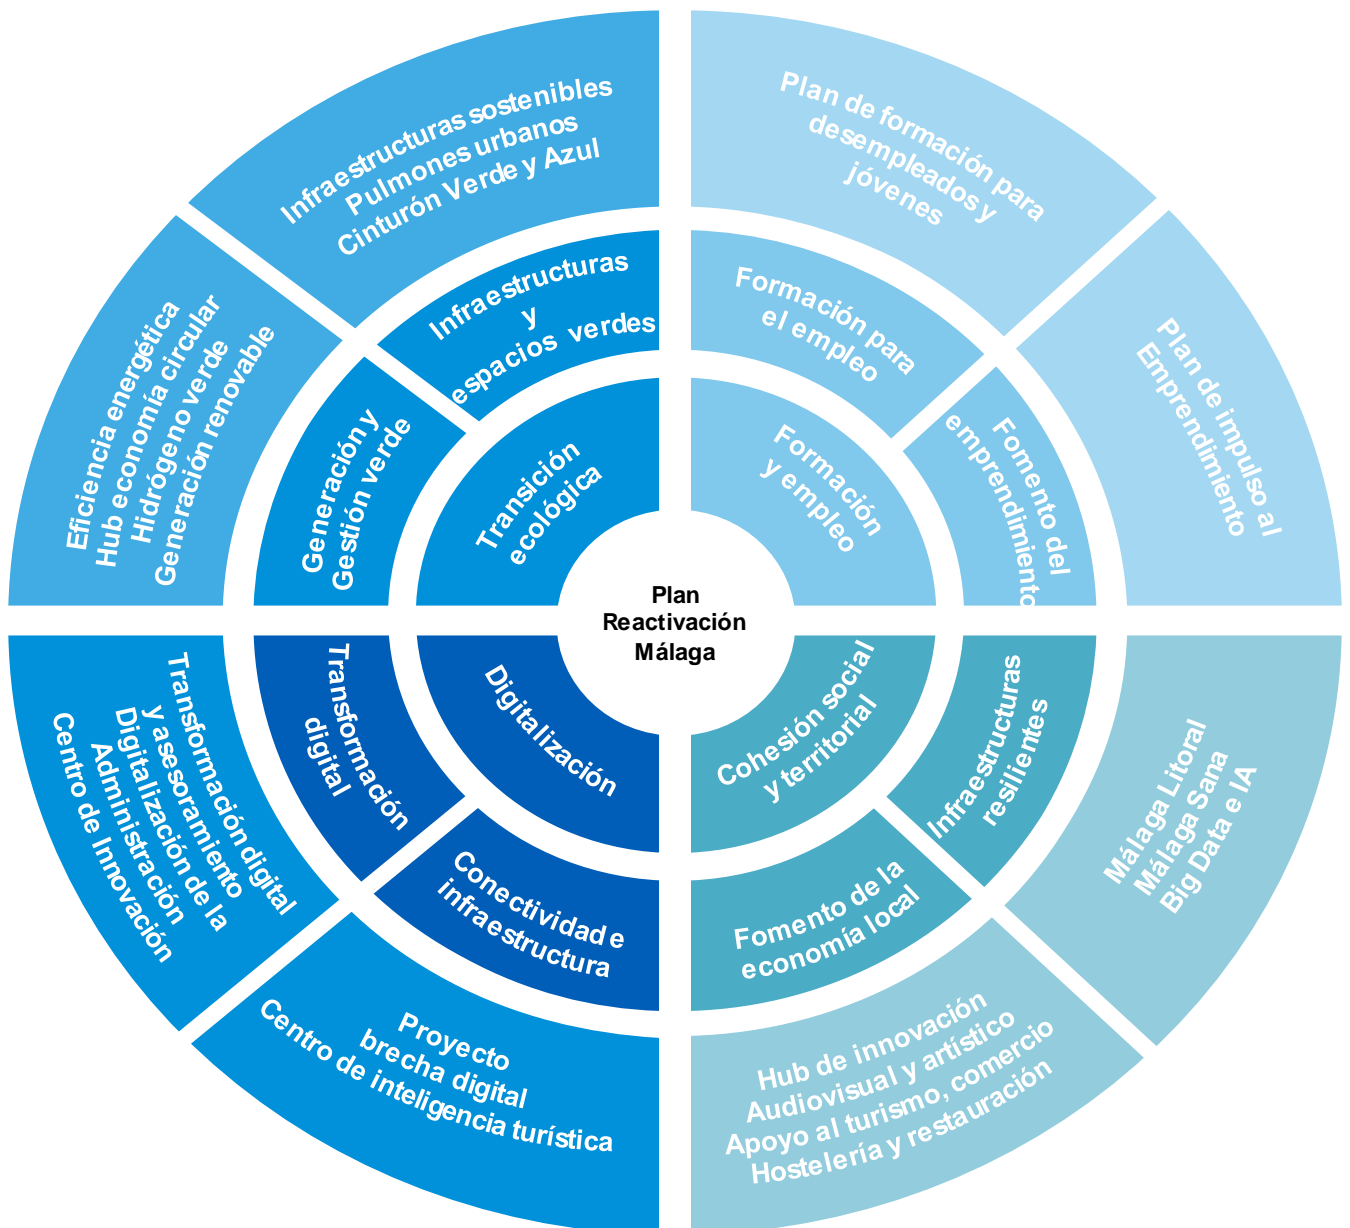 Infraestructuras sostenibles
Pulmones urbanos
Cinturón Verde y Azul
Plan de formación para
desempleados y
jóvenes
Eficiencia energética
Hub economía circular
Hidrógeno verde
Generación renovable
Infraestructuras
y
espacios verdes
Formación para
el empleo
Plan de impulso al
Emprendimiento
Generación y
Gestión verde
Transición
ecológica
Formación
y empleo
Fomento del
emprendimiento
Plan
Reactivación
Málaga
Transformación digital
y asesoramiento
Digitalización de la
Administración
Centro de Innovación
Transformación
digital
Digitalización
Cohesión social
y territorial
Infraestructuras
resilientes
Málaga Litoral
Málaga Sana
Big Data e IA
Conectividad e
infraestructura
Fomento de la
economía local
Proyecto
brecha digital
Centro de inteligencia turística
Hub de innovación
Audiovisual y artístico
Apoyo al turismo, comercio
Hostelería y restauración